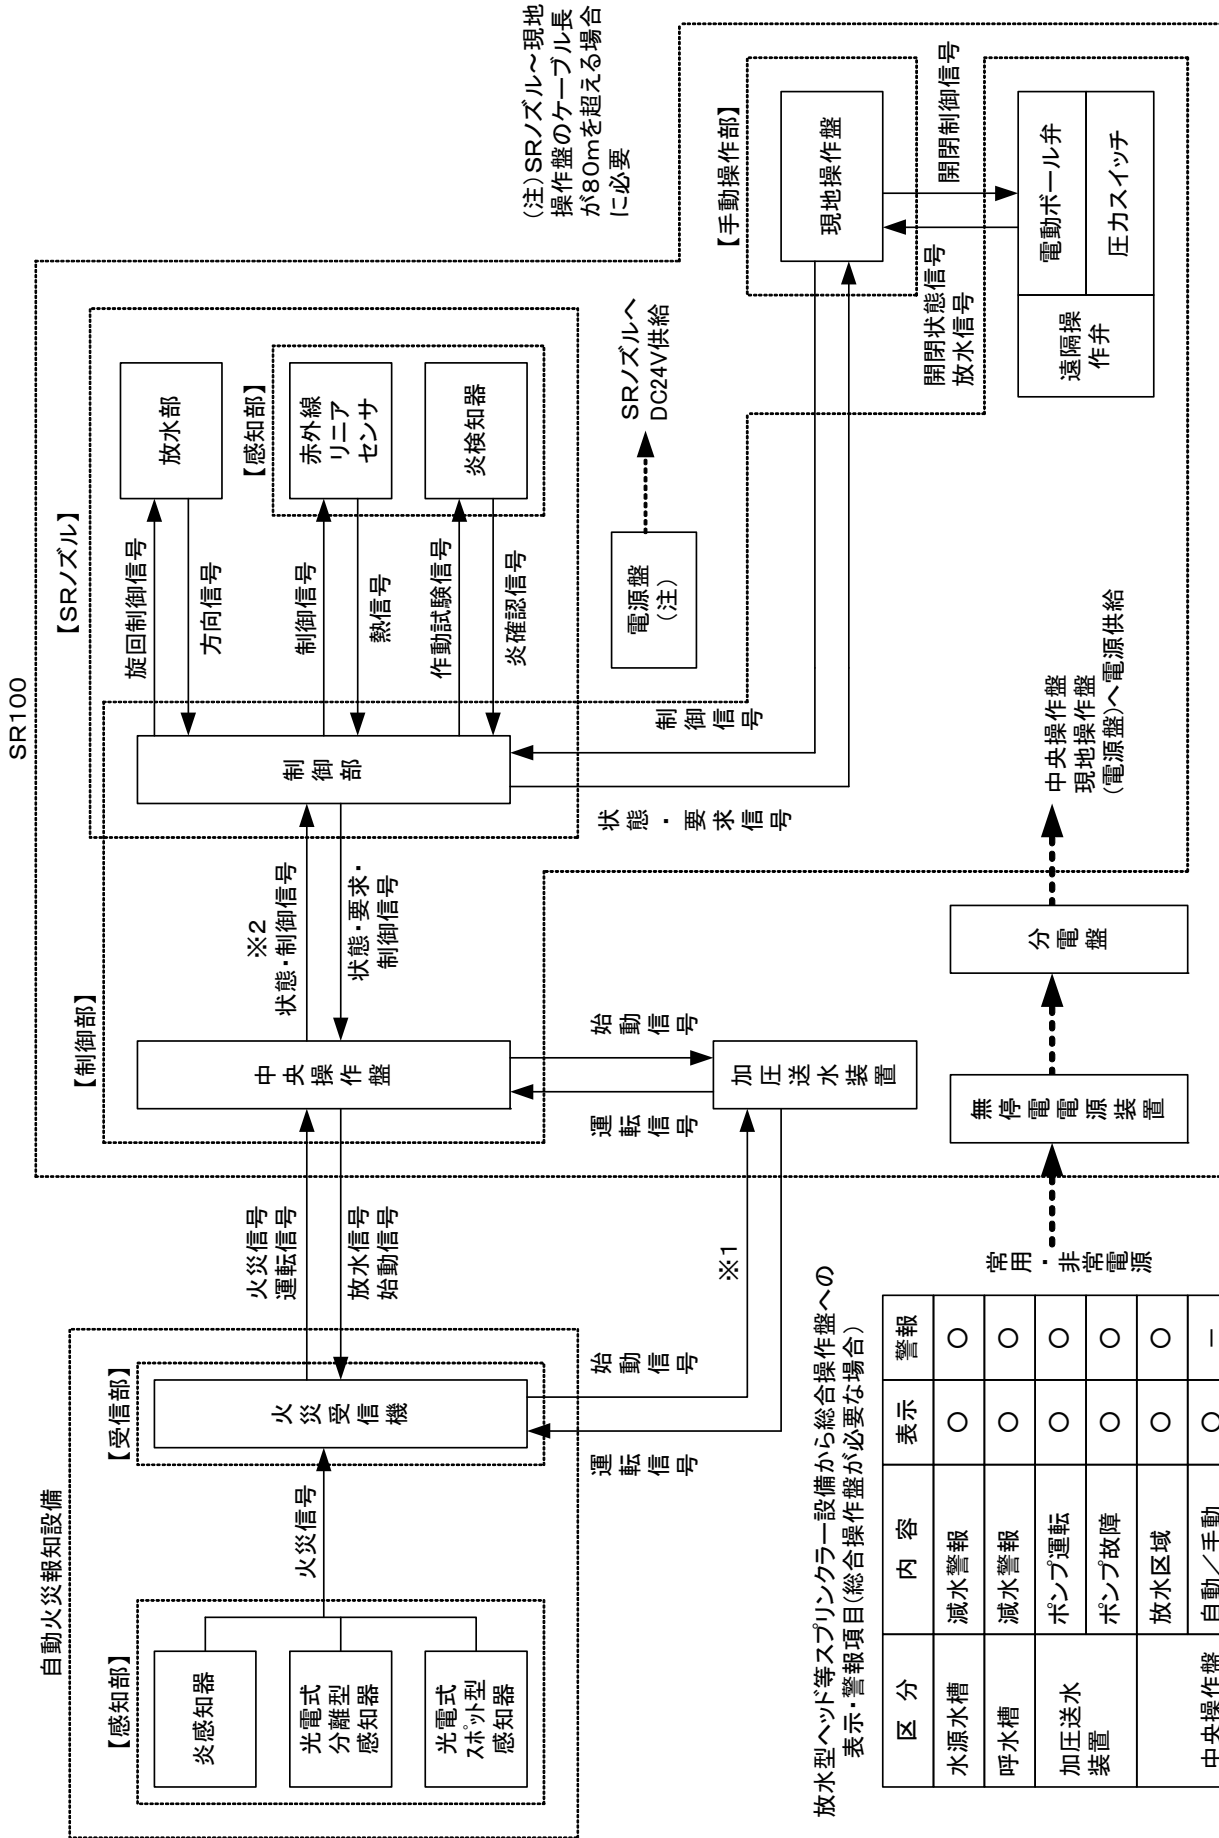 SR100
自動火災報知設備
【感知部】
炎感知器
光電式
分離型
感知器
光電式
スポット型
感知器
火災信号
【受信部】
火災受信機
火災信号
運転信号
放水信号
始動信号
始動信号
運転信号
※1
【制御部】
中央操作盤
※2
状態・制御信号
状態・要求・
制御信号
始動信号
運転信号
加圧送水装置
【SRノズル】
制御部
旋回制御信号
方向信号
制御信号
熱信号
作動試験信号
炎確認信号
放水部
【感知部】
赤外線
リニア
センサ
炎検知器
制御信号
状態・要求信号
電源盤
(注)
SRノズルへ
DC24V供給
(注)SRノズル～現地
操作盤のケーブル長
が80mを超える場合
に必要
【手動操作部】
現地操作盤
開閉制御信号
開閉状態信号
放水信号
遠隔操
作弁
電動ボール弁
圧力スイッチ
常用・非常電源
無停電電源装置
分電盤
中央操作盤
現地操作盤
(電源盤)へ電源供給
放水型ヘッド等スプリンクラー設備から総合操作盤への
表示・警報項目(総合操作盤が必要な場合)
区分 内容 表示 警報
水源水槽 減水警報 ○ ○
呼水槽 減水警報 ○ ○
加圧送水
装置
ポンプ運転 ○ ○
ポンプ故障 ○ ○
中央操作盤
放水区域 ○ ○
自動／手動 ○ －